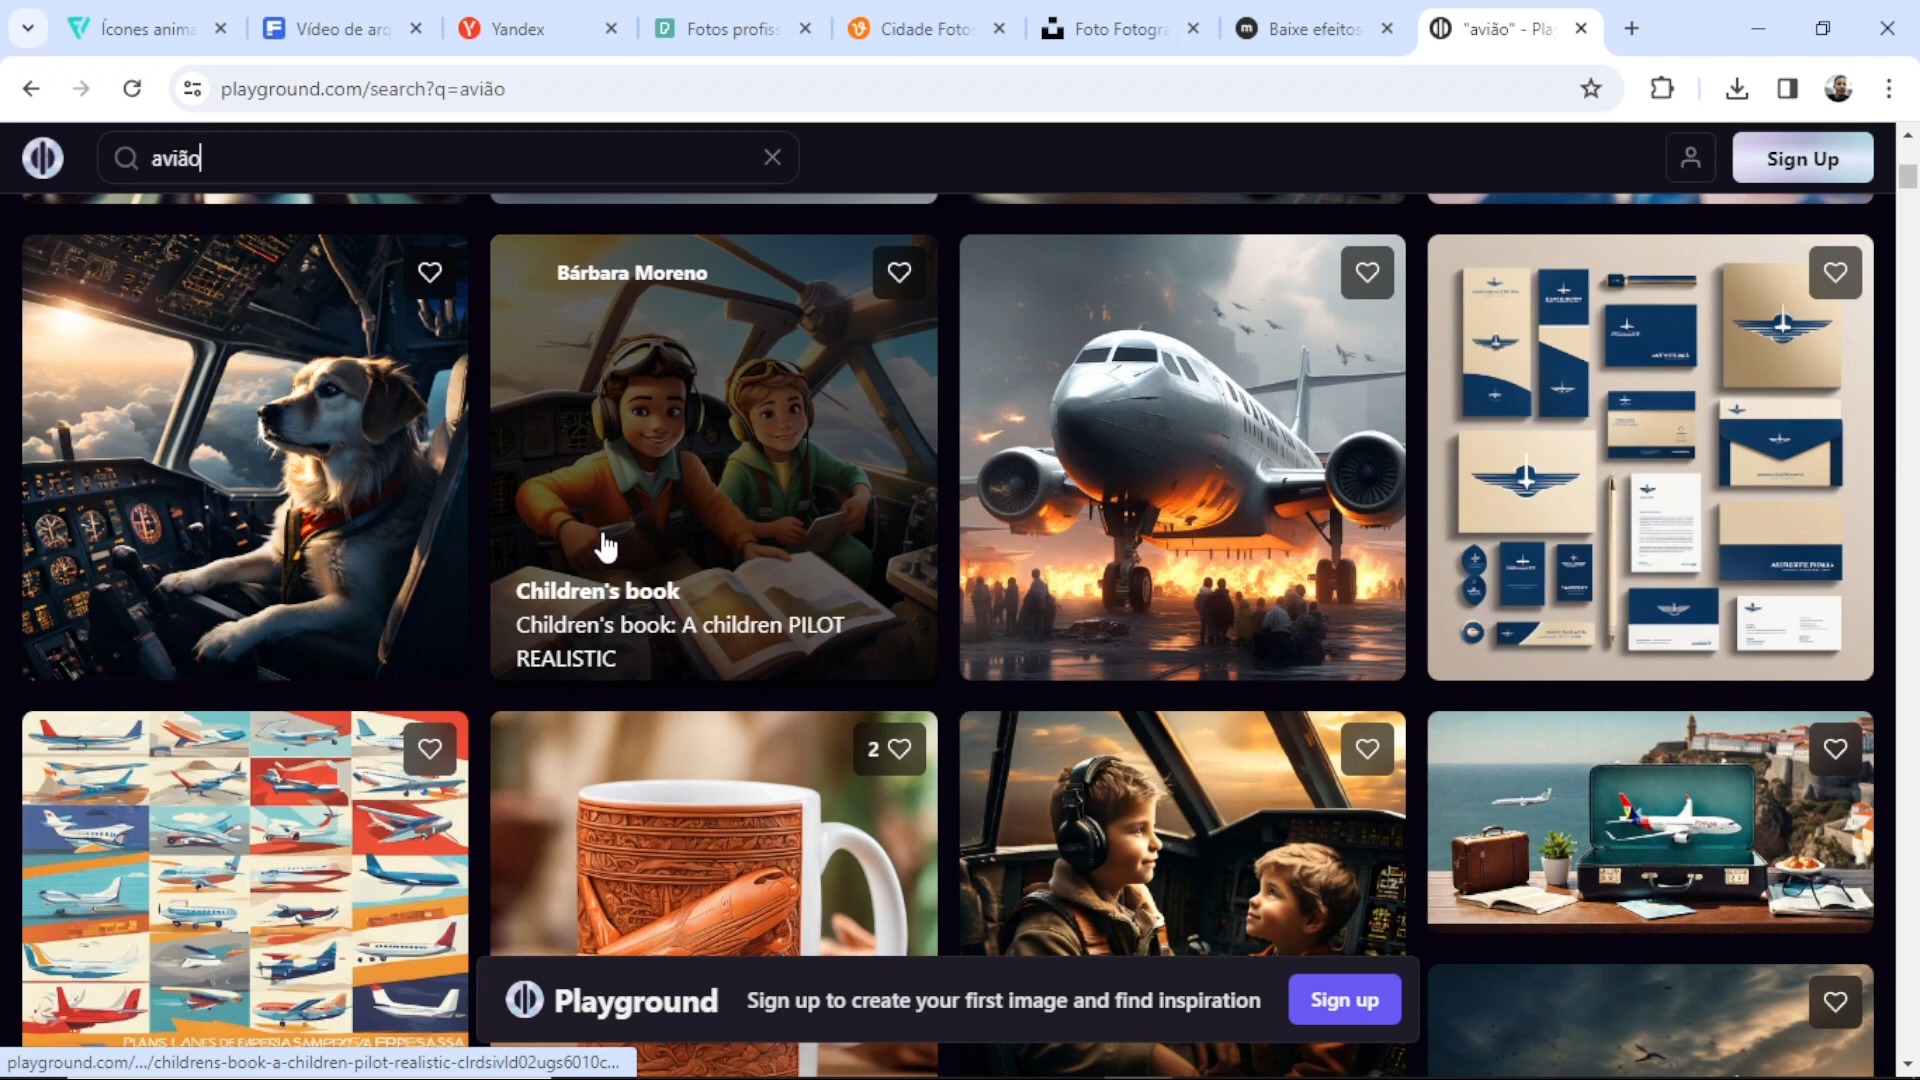 Ícones anima
Vídeo de arq
Yandex
Fotos profiss
Cidade Fotos
Foto Fotogra
Baixe efeitos
"avião" - Play
playground.com/search?q=avião
avião
Sign Up
Bárbara Moreno
Children's book
Children's book: A children PILOT
REALISTIC
2
Playground
Sign up to create your first image and find inspiration
Sign up
playground.com/.../childrens-book-a-children-pilot-realistic-clrdsivld02ugs6010c...